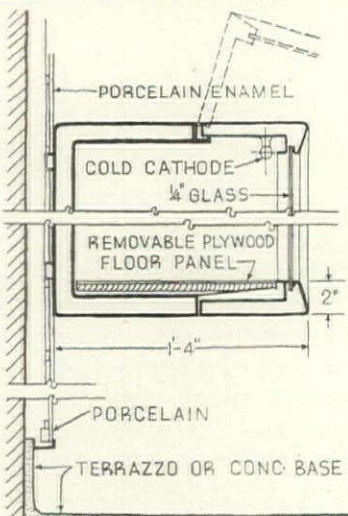 PORCELAIN ENAMEL
COLD CATHODE
¼" GLASS
REMOVABLE PLYWOOD
FLOOR PANEL
2"
1'-4"
PORCELAIN
TERRAZZO OR CONC. BASE